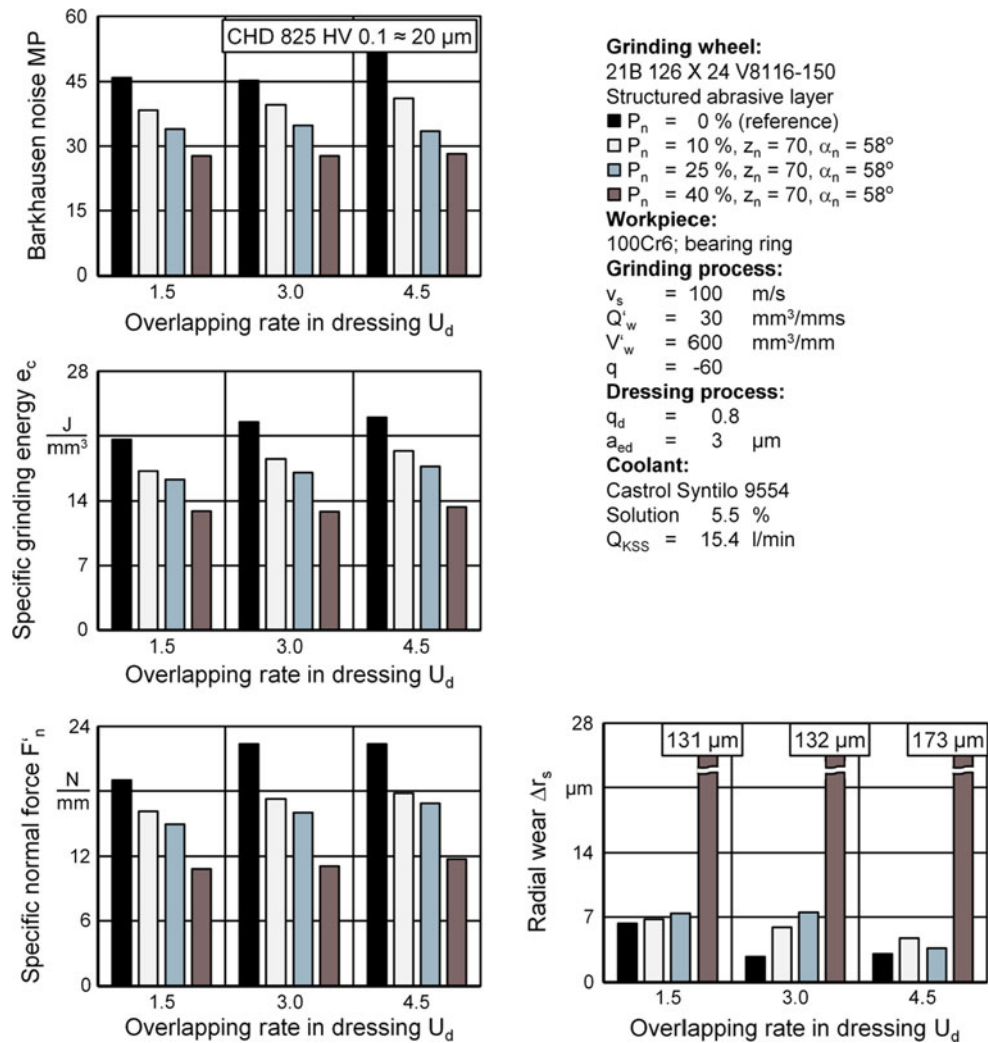 60
45
30
15
0
Barkhausen noise MP
CHD 825 HV 0.1 ≈ 20 µm
1.5 3.0 4.5
Overlapping rate in dressing U_d
Grinding wheel:
21B 126 X 24 V8116-150
Structured abrasive layer
P_n = 0 % (reference)
P_n = 10 %, z_n = 70, α_n = 58°
P_n = 25 %, z_n = 70, α_n = 58°
P_n = 40 %, z_n = 70, α_n = 58°
Workpiece:
100Cr6; bearing ring
Grinding process:
v_s = 100 m/s
Q'_w = 30 mm³/mms
V'_w = 600 mm³/mm
q = -60
Dressing process:
q_d = 0.8
a_ed = 3 µm
Coolant:
Castrol Syntilo 9554
Solution 5.5 %
Q_KSS = 15.4 l/min
28
J
mm³
14
7
0
Specific grinding energy e_c
1.5 3.0 4.5
Overlapping rate in dressing U_d
24
N
mm
12
6
0
Specific normal force F'_n
1.5 3.0 4.5
Overlapping rate in dressing U_d
28
µm
14
7
0
Radial wear Δr_s
131 µm 132 µm 173 µm
1.5 3.0 4.5
Overlapping rate in dressing U_d